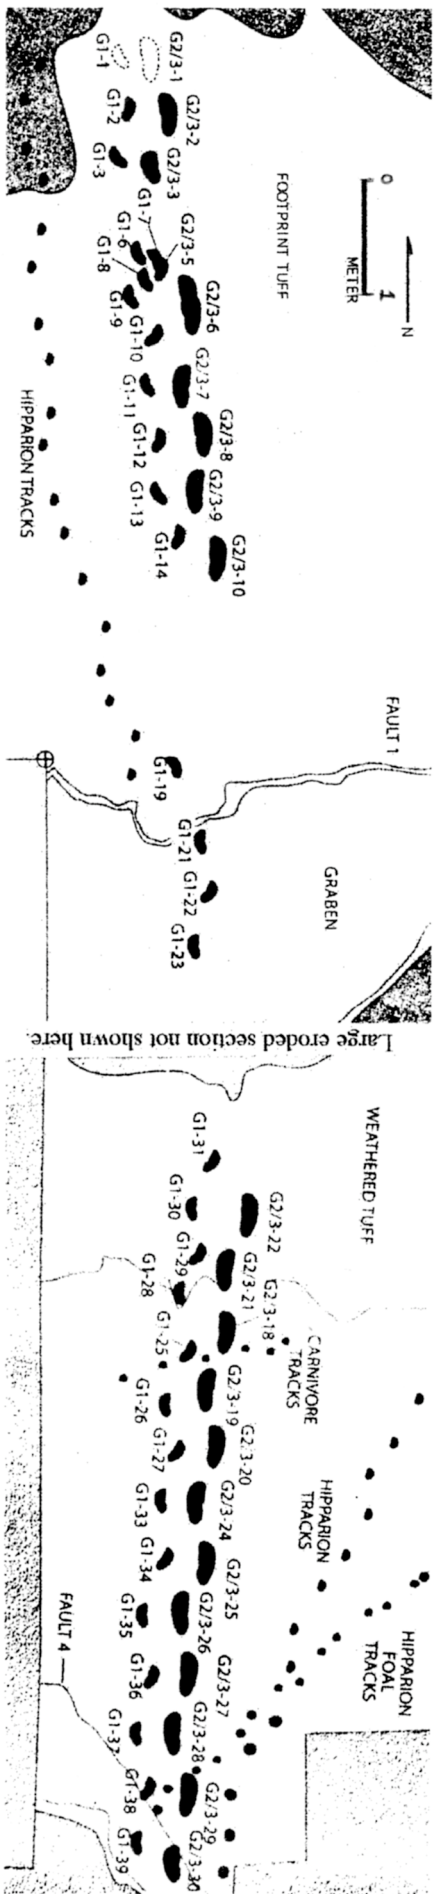 G2/3-1
G1-1
G2/3-2
G1-2
G2/3-3
G1-3
G1-7
G2/3-5
G1-6
G1-8
G2/3-6
G1-9
G1-10
G2/3-7
G1-11
G2/3-8
G1-12
G2/3-9
G1-13
G2/3-10
G1-14
FOOTPRINT TUFF
0
METER
1
N
HIPPARION TRACKS
FAULT 1
G1-19
G1-21
G1-22
G1-23
GRABEN
Large eroded section not shown here.
WEATHERED TUFF
G1-31
G1-30
G2/3-22
G1-29
G2/3-21
G1-28
G2/3-18
CARNIVORE
TRACKS
G1-25
G2/3-19
G1-26
G2/3-20
G1-27
G2/3-24
G1-33
HIPPARION
TRACKS
G2/3-25
G1-34
G2/3-26
G1-35
HIPPARION
FOAL
TRACKS
G2/3-27
G1-36
FAULT 4
G2/3-28
G1-37
G2/3-29
G1-38
G2/3-30
G1-39